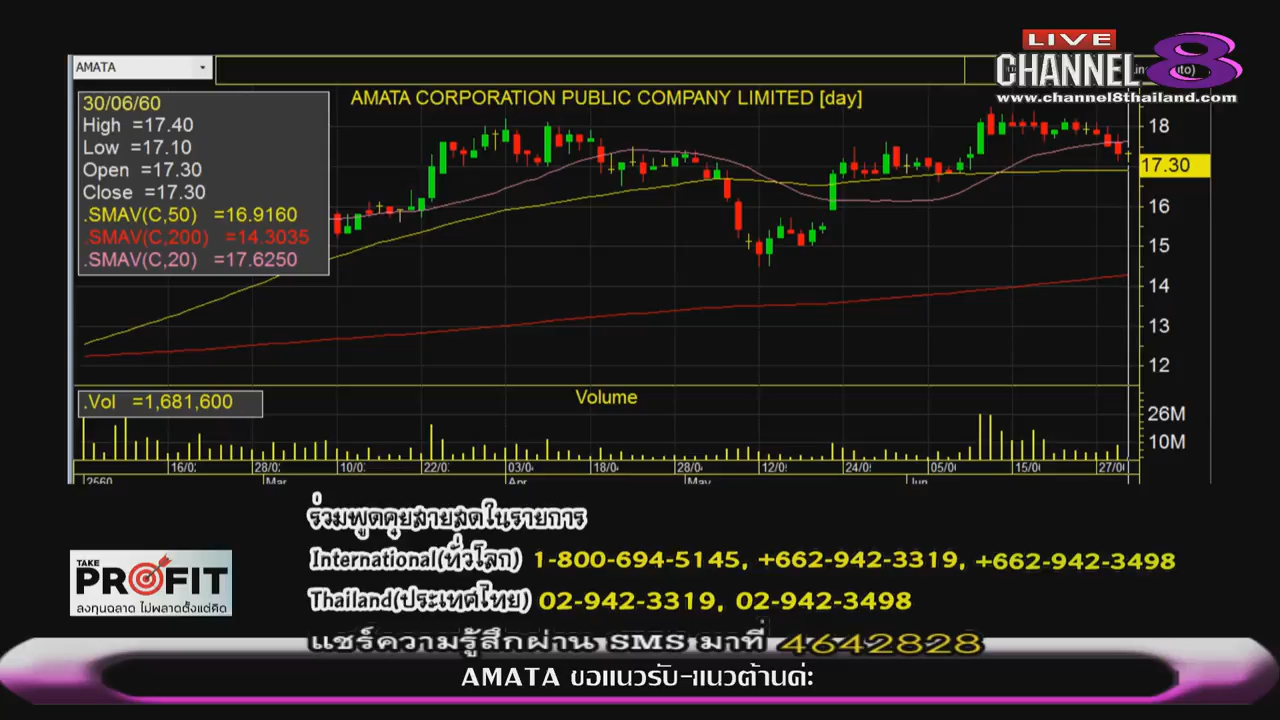 LIVE
CHANNEL 8
www.channel8thailand.com
AMATA
AMATA CORPORATION PUBLIC COMPANY LIMITED [day]
30/06/60
High =17.40
Low =17.10
Open =17.30
Close =17.30
.SMAV(C,50) =16.9160
.SMAV(C,200) =14.3035
.SMAV(C,20) =17.6250
18
17.30
16
15
14
13
12
.Vol =1,681,600
Volume
26M
10M
16/02 28/02 10/0 22/0 03/04 18/04 28/04 12/05 24/05 05/06 15/06 27/06
2560 Mar Apr May Jun
ร่วมพูดคุยสายสดในรายการ
International(ทั่วโลก) 1-800-694-5145, +662-942-3319, +662-942-3498
Thailand(ประเทศไทย) 02-942-3319, 02-942-3498
แชร์ความรู้สึกผ่าน SMS มาที่ 4642828
TAKE
PROFIT
ลงทุนฉลาด ไม่พลาดตั้งแต่คิด
AMATA ขอแนวรับ-แนวต้านค่ะ